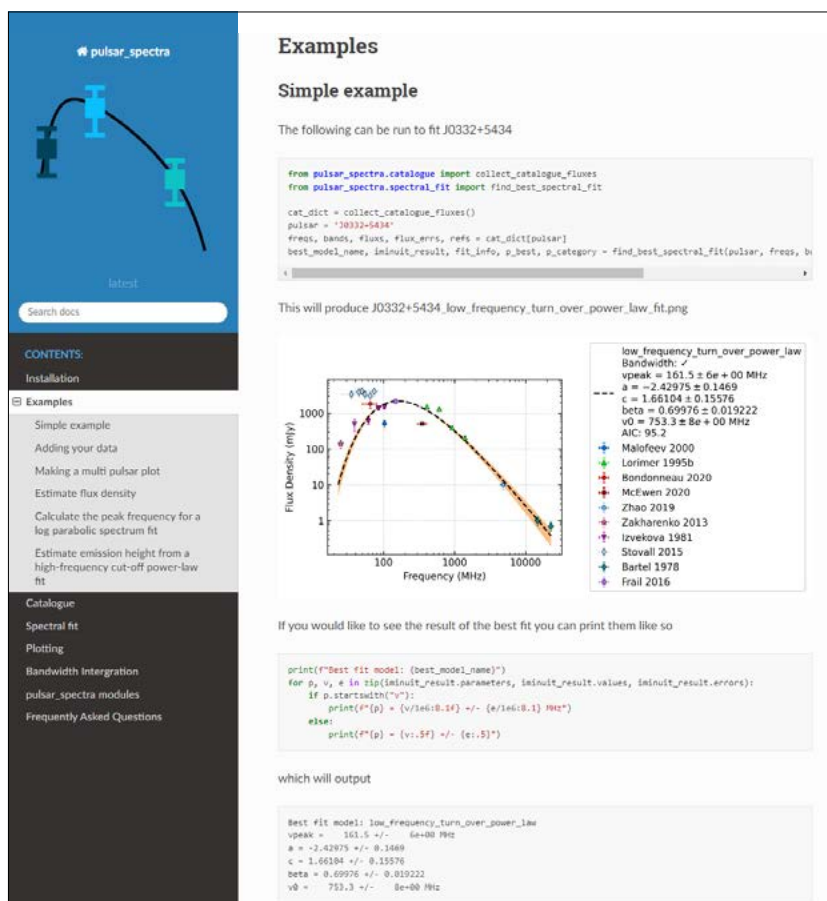 pulsar_spectra
latest
Search docs
CONTENTS:
Installation
Examples
Simple example
Adding your data
Making a multi pulsar plot
Estimate flux density
Calculate the peak frequency for a
log parabolic spectrum fit
Estimate emission height from a
high-frequency cut-off power-law
fit
Catalogue
Spectral fit
Plotting
Bandwidth Intergration
pulsar_spectra modules
Frequently Asked Questions
Examples
Simple example
The following can be run to fit J0332+5434
from pulsar_spectra.catalogue import collect_catalogue_fluxes
from pulsar_spectra.spectral_fit import find_best_spectral_fit
cat_dict = collect_catalogue_fluxes()
pulsar = 'J0332+5434'
freqs, bands, fluxs, flux_errs, refs = cat_dict[pulsar]
best_model_name, iminuit_result, fit_info, p_best, p_category = find_best_spectral_fit(pulsar, freqs, b
This will produce J0332+5434_low_frequency_turn_over_power_law_fit.png
Flux Density (mJy)
1000
100
10
1
100
1000
10000
Frequency (MHz)
low_frequency_turn_over_power_law
Bandwidth: ✓
vpeak = 161.5 ± 6e + 00 MHz
a = −2.42975 ± 0.1469
c = 1.66104 ± 0.15576
beta = 0.69976 ± 0.019222
v0 = 753.3 ± 8e + 00 MHz
AIC: 95.2
Malofeev 2000
Lorimer 1995b
Bondonneau 2020
McEwen 2020
Zhao 2019
Zakharenko 2013
Izvekova 1981
Stovall 2015
Bartel 1978
Frail 2016
If you would like to see the result of the best fit you can print them like so
print(f"Best fit model: {best_model_name}")
for p, v, e in zip(iminuit_result.parameters, iminuit_result.values, iminuit_result.errors):
if p.startswith("v"):
print(f"{p} = {v/1e6:8.1f} +/- {e/1e6:8.1} MHz")
else:
print(f"{p} = {v:.5f} +/- {e:.5}")
which will output
Best fit model: low_frequency_turn_over_power_law
vpeak = 161.5 +/- 6e+00 MHz
a = -2.42975 +/- 0.1469
c = 1.66104 +/- 0.15576
beta = 0.69976 +/- 0.019222
v0 = 753.3 +/- 8e+00 MHz